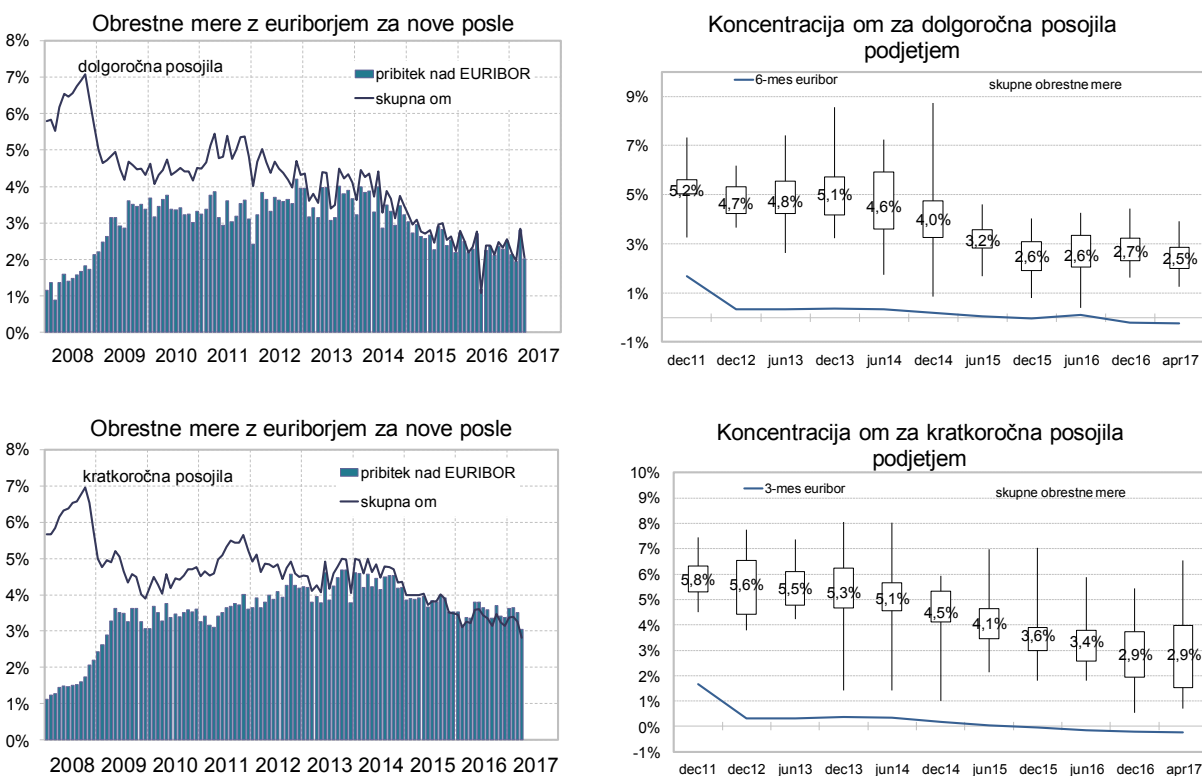 Obrestne mere z euriborjem za nove posle
8%
7%
6%
5%
4%
3%
2%
1%
0%
dolgoročna posojila
pribitek nad EURIBOR
skupna om
2008 2009 2010 2011 2012 2013 2014 2015 2016 2017
Koncentracija om za dolgoročna posojila
podjetjem
9%
7%
5%
3%
1%
-1%
6-mes euribor
skupne obrestne mere
5,2% 4,7% 4,8% 5,1% 4,6% 4,0% 3,2% 2,6% 2,6% 2,7% 2,5%
dec11 dec12 jun13 dec13 jun14 dec14 jun15 dec15 jun16 dec16 apr17
Obrestne mere z euriborjem za nove posle
8%
7%
6%
5%
4%
3%
2%
1%
0%
kratkoročna posojila
pribitek nad EURIBOR
skupna om
2008 2009 2010 2011 2012 2013 2014 2015 2016 2017
Koncentracija om za kratkoročna posojila
podjetjem
10%
9%
8%
7%
6%
5%
4%
3%
2%
1%
0%
-1%
3-mes euribor
skupne obrestne mere
5,8% 5,6% 5,5% 5,3% 5,1% 4,5% 4,1% 3,6% 3,4% 2,9% 2,9%
dec11 dec12 jun13 dec13 jun14 dec14 jun15 dec15 jun16 dec16 apr17